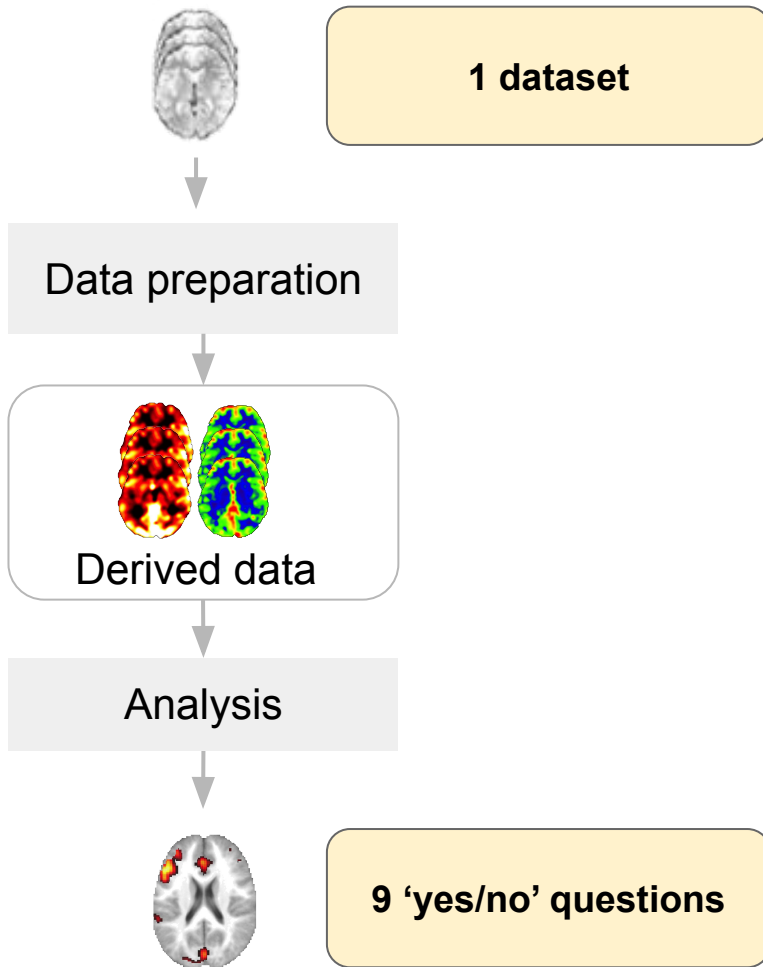 1 dataset
Data preparation
Derived data
Analysis
9 ‘yes/no’ questions